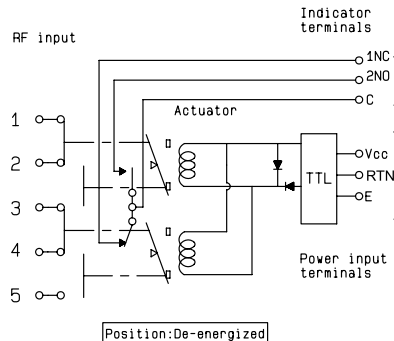 Indicator
terminals
RF input
1NC
2NO
C
Actuator
1
2
3
4
5
TTL
Vcc
RTN
E
Power input
terminals
Position:De-energized